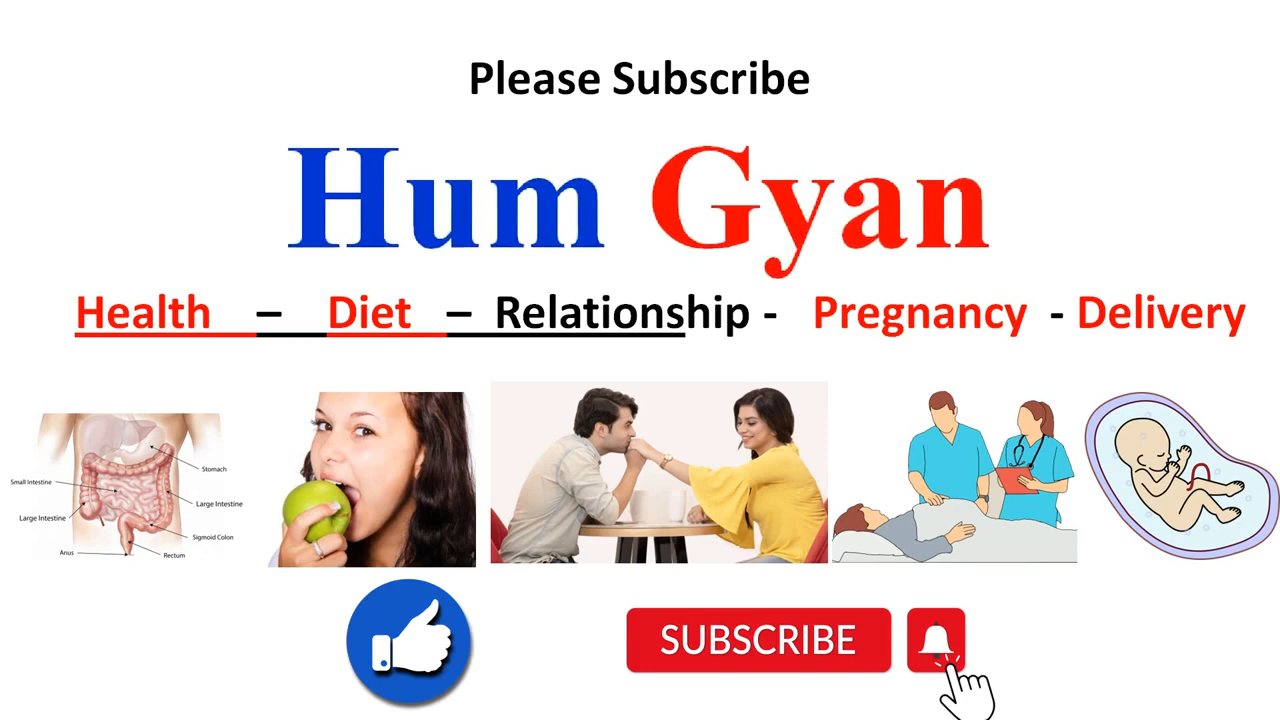 Please Subscribe
Hum Gyan
Health – Diet – Relationship - Pregnancy - Delivery
Stomach
Small Intestine
Large Intestine
Large Intestine
Sigmoid Colon
Anus
Rectum
SUBSCRIBE